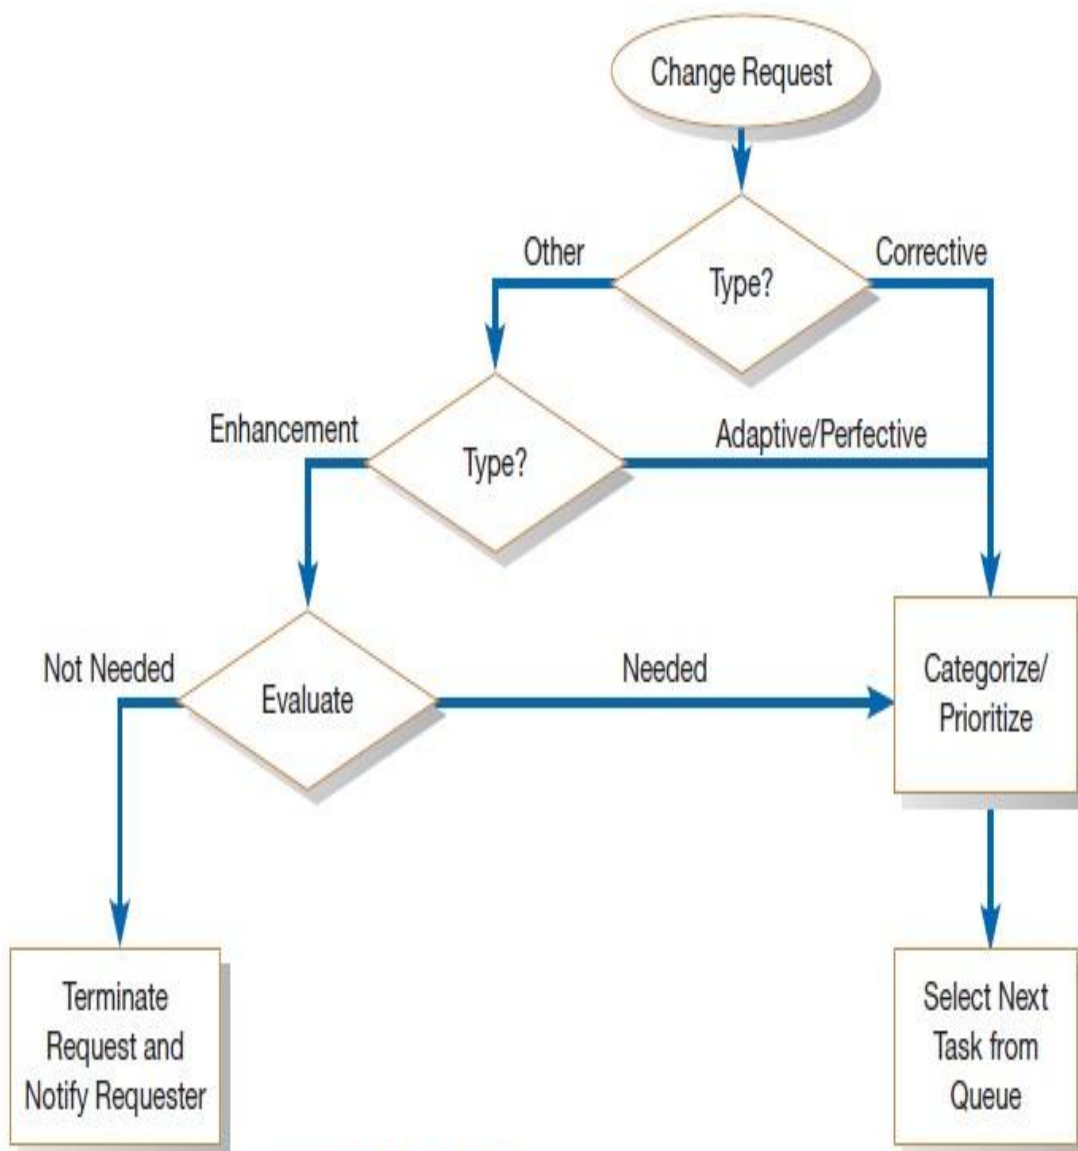 Change Request
Other
Corrective
Type?
Enhancement
Adaptive/Perfective
Type?
Not Needed
Needed
Evaluate
Categorize/
Prioritize
Terminate
Request and
Notify Requester
Select Next
Task from
Queue